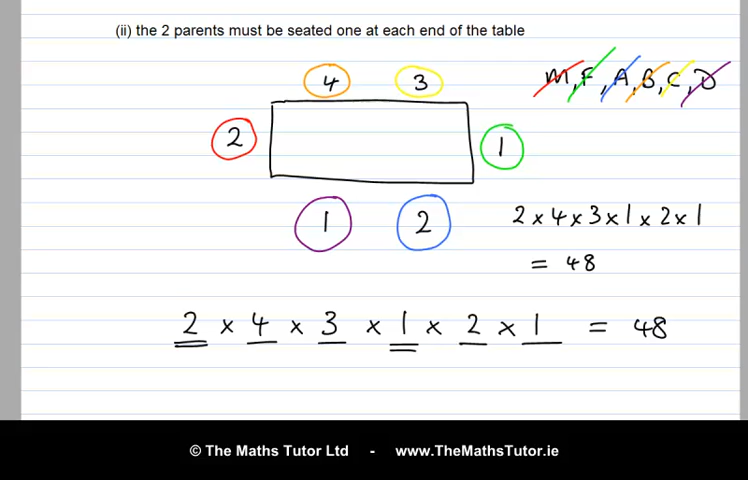 (ii) the 2 parents must be seated one at each end of the table
M, F, A, B, C, D
4 3
2 1
1 2
2 × 4 × 3 × 1 × 2 × 1
= 48
2 × 4 × 3 × 1 × 2 × 1 = 48
© The Maths Tutor Ltd - www.TheMathsTutor.ie